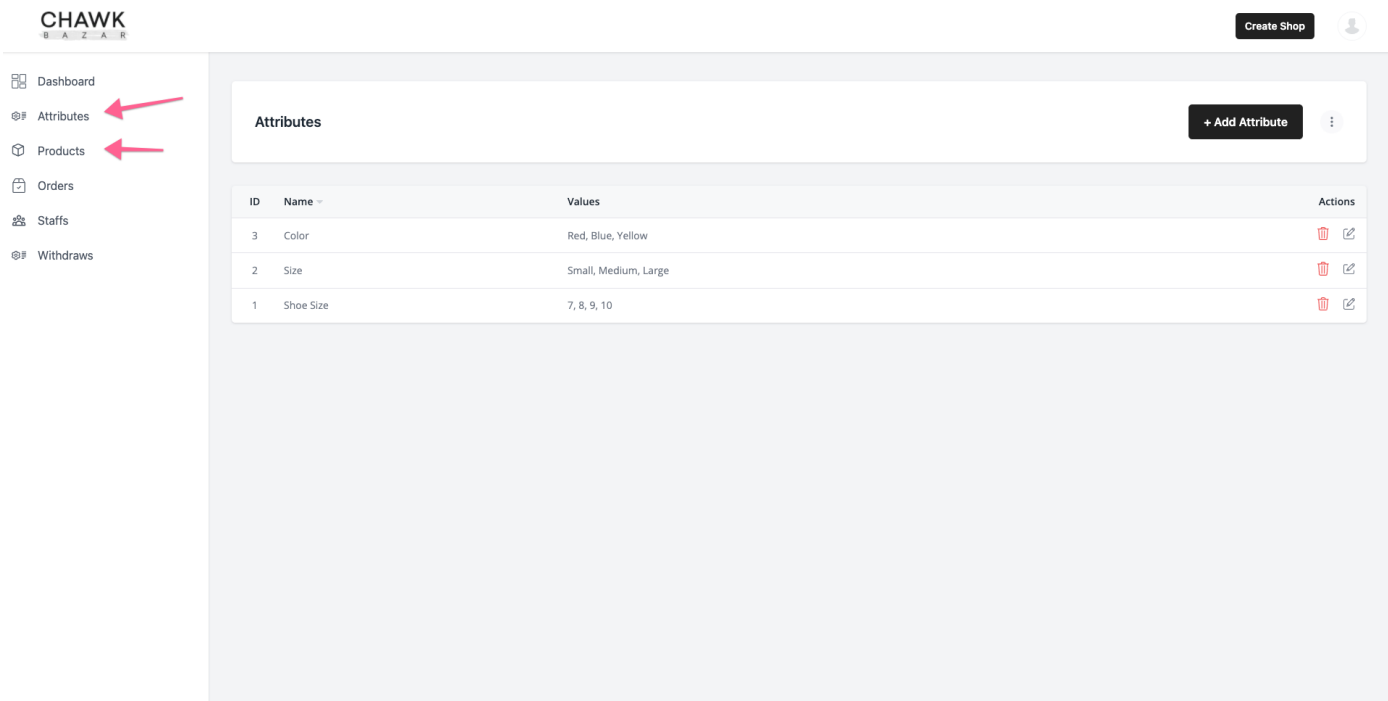 CHAWK
BAZAR
Create Shop
Dashboard
Attributes
Products
Orders
Staffs
Withdraws
Attributes
+ Add Attribute
ID Name Values Actions
3 Color Red, Blue, Yellow
2 Size Small, Medium, Large
1 Shoe Size 7, 8, 9, 10